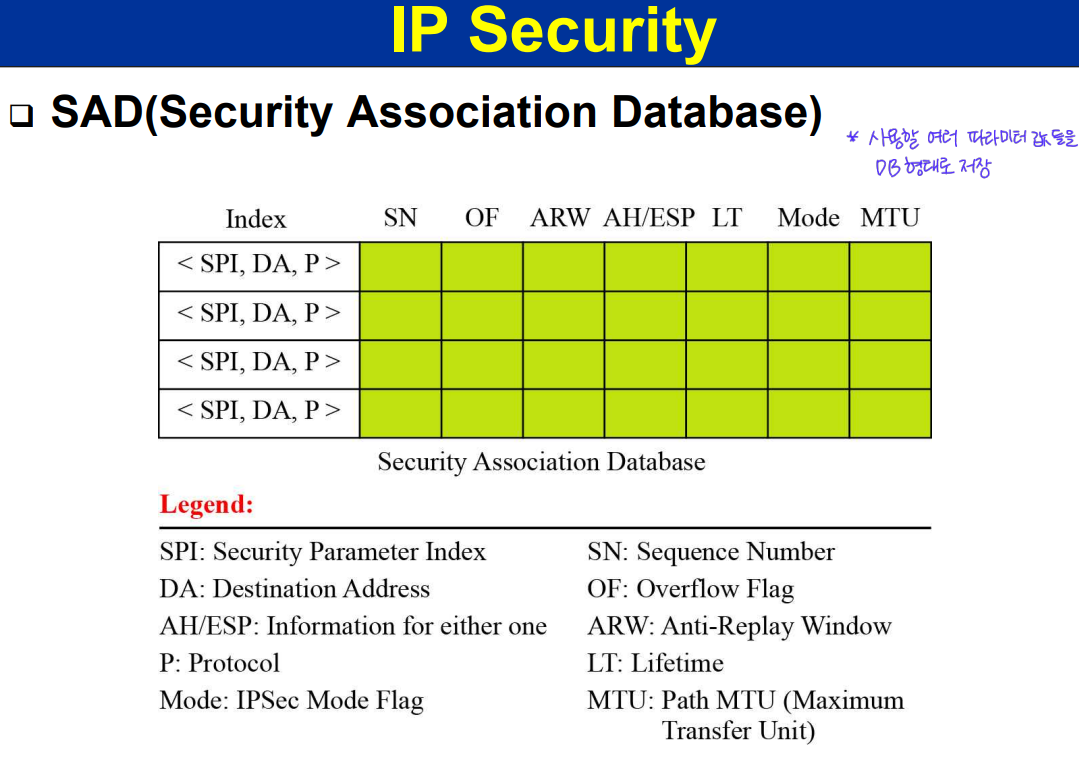 IP Security
❑ SAD(Security Association Database)
* 사용할 여러 파라미터 값들을
DB 형태로 저장
Index SN OF ARW AH/ESP LT Mode MTU
< SPI, DA, P >
< SPI, DA, P >
< SPI, DA, P >
< SPI, DA, P >
Security Association Database
Legend:
SPI: Security Parameter Index SN: Sequence Number
DA: Destination Address OF: Overflow Flag
AH/ESP: Information for either one ARW: Anti-Replay Window
P: Protocol LT: Lifetime
Mode: IPSec Mode Flag MTU: Path MTU (Maximum
Transfer Unit)